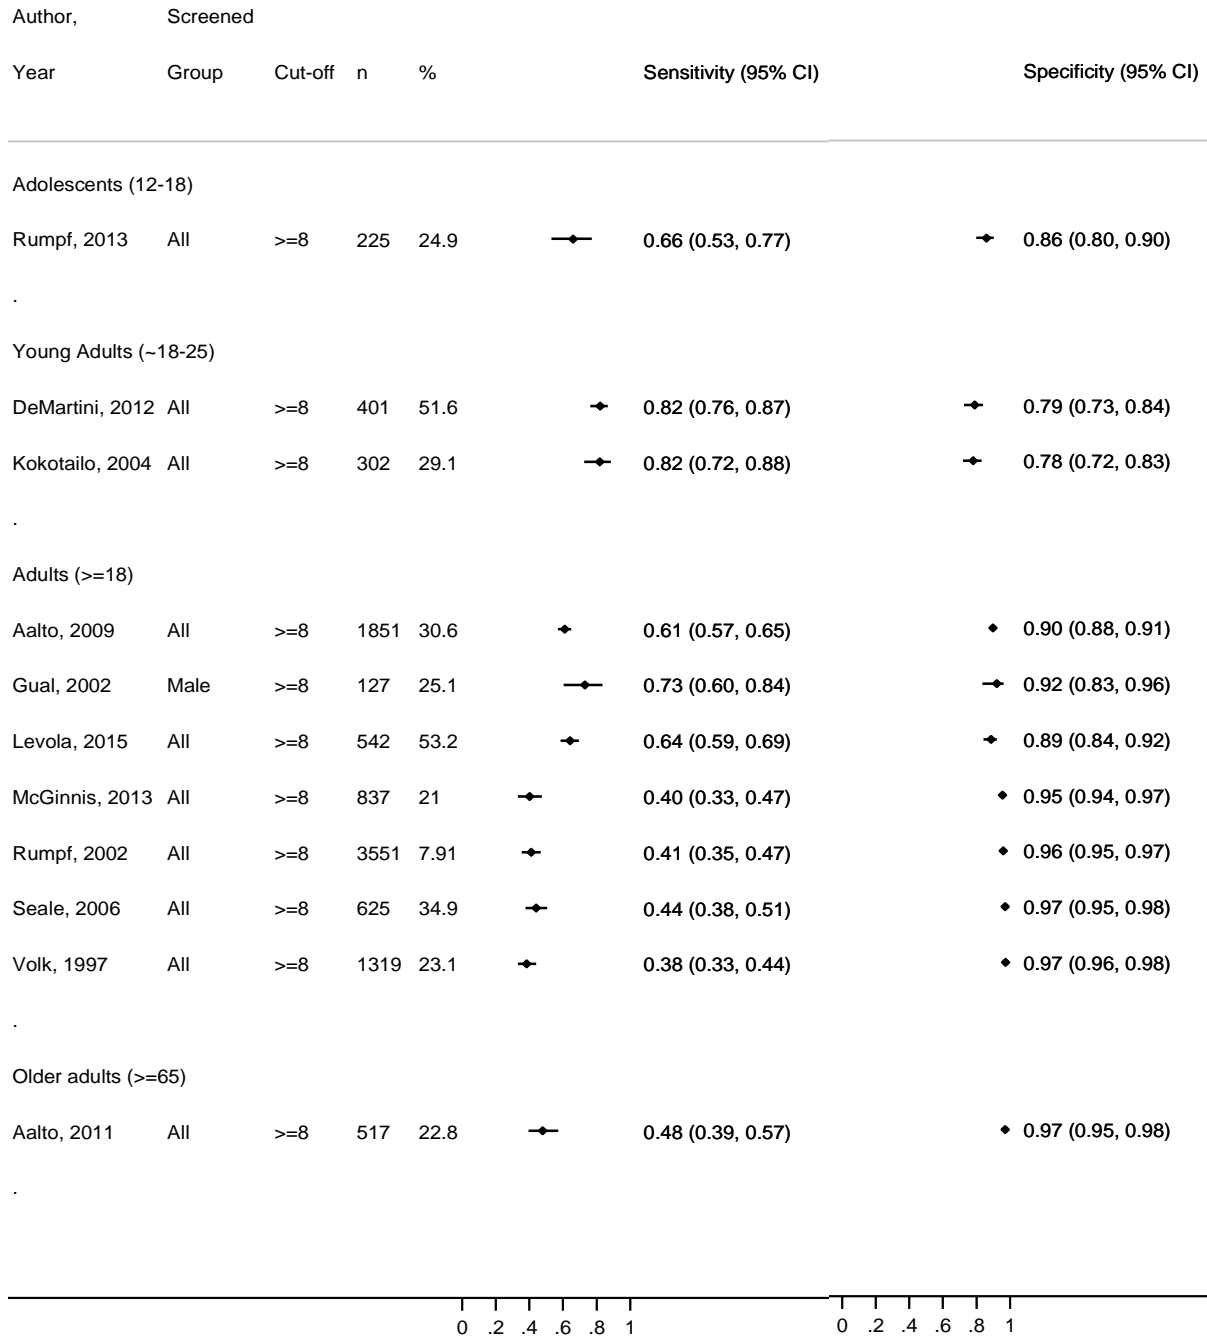 Author, Screened
Year Group Cut-off n % Sensitivity (95% CI) Specificity (95% CI)
Adolescents (12-18)
Rumpf, 2013 All >=8 225 24.9 0.66 (0.53, 0.77) 0.86 (0.80, 0.90)
.
Young Adults (~18-25)
DeMartini, 2012 All >=8 401 51.6 0.82 (0.76, 0.87) 0.79 (0.73, 0.84)
Kokotailo, 2004 All >=8 302 29.1 0.82 (0.72, 0.88) 0.78 (0.72, 0.83)
.
Adults (>=18)
Aalto, 2009 All >=8 1851 30.6 0.61 (0.57, 0.65) 0.90 (0.88, 0.91)
Gual, 2002 Male >=8 127 25.1 0.73 (0.60, 0.84) 0.92 (0.83, 0.96)
Levola, 2015 All >=8 542 53.2 0.64 (0.59, 0.69) 0.89 (0.84, 0.92)
McGinnis, 2013 All >=8 837 21 0.40 (0.33, 0.47) 0.95 (0.94, 0.97)
Rumpf, 2002 All >=8 3551 7.91 0.41 (0.35, 0.47) 0.96 (0.95, 0.97)
Seale, 2006 All >=8 625 34.9 0.44 (0.38, 0.51) 0.97 (0.95, 0.98)
Volk, 1997 All >=8 1319 23.1 0.38 (0.33, 0.44) 0.97 (0.96, 0.98)
.
Older adults (>=65)
Aalto, 2011 All >=8 517 22.8 0.48 (0.39, 0.57) 0.97 (0.95, 0.98)
.
0 .2 .4 .6 .8 1 0 .2 .4 .6 .8 1